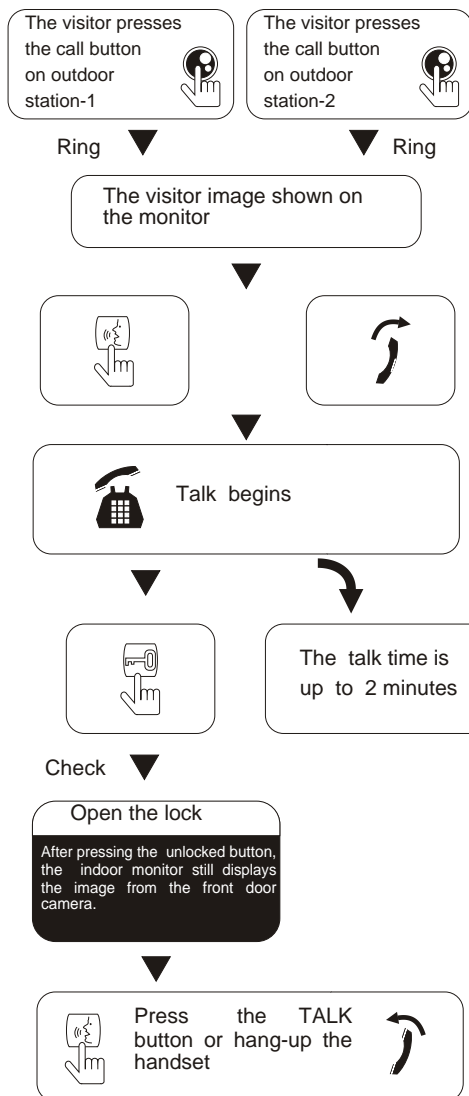 The visitor presses
the call button
on outdoor
station-1
The visitor presses
the call button
on outdoor
station-2
Ring
Ring
The visitor image shown on
the monitor
Talk begins
The talk time is
up to 2 minutes
Check
Open the lock
After pressing the unlocked button,
the indoor monitor still displays
the image from the front door
camera.
Press the TALK
button or hang-up the
handset